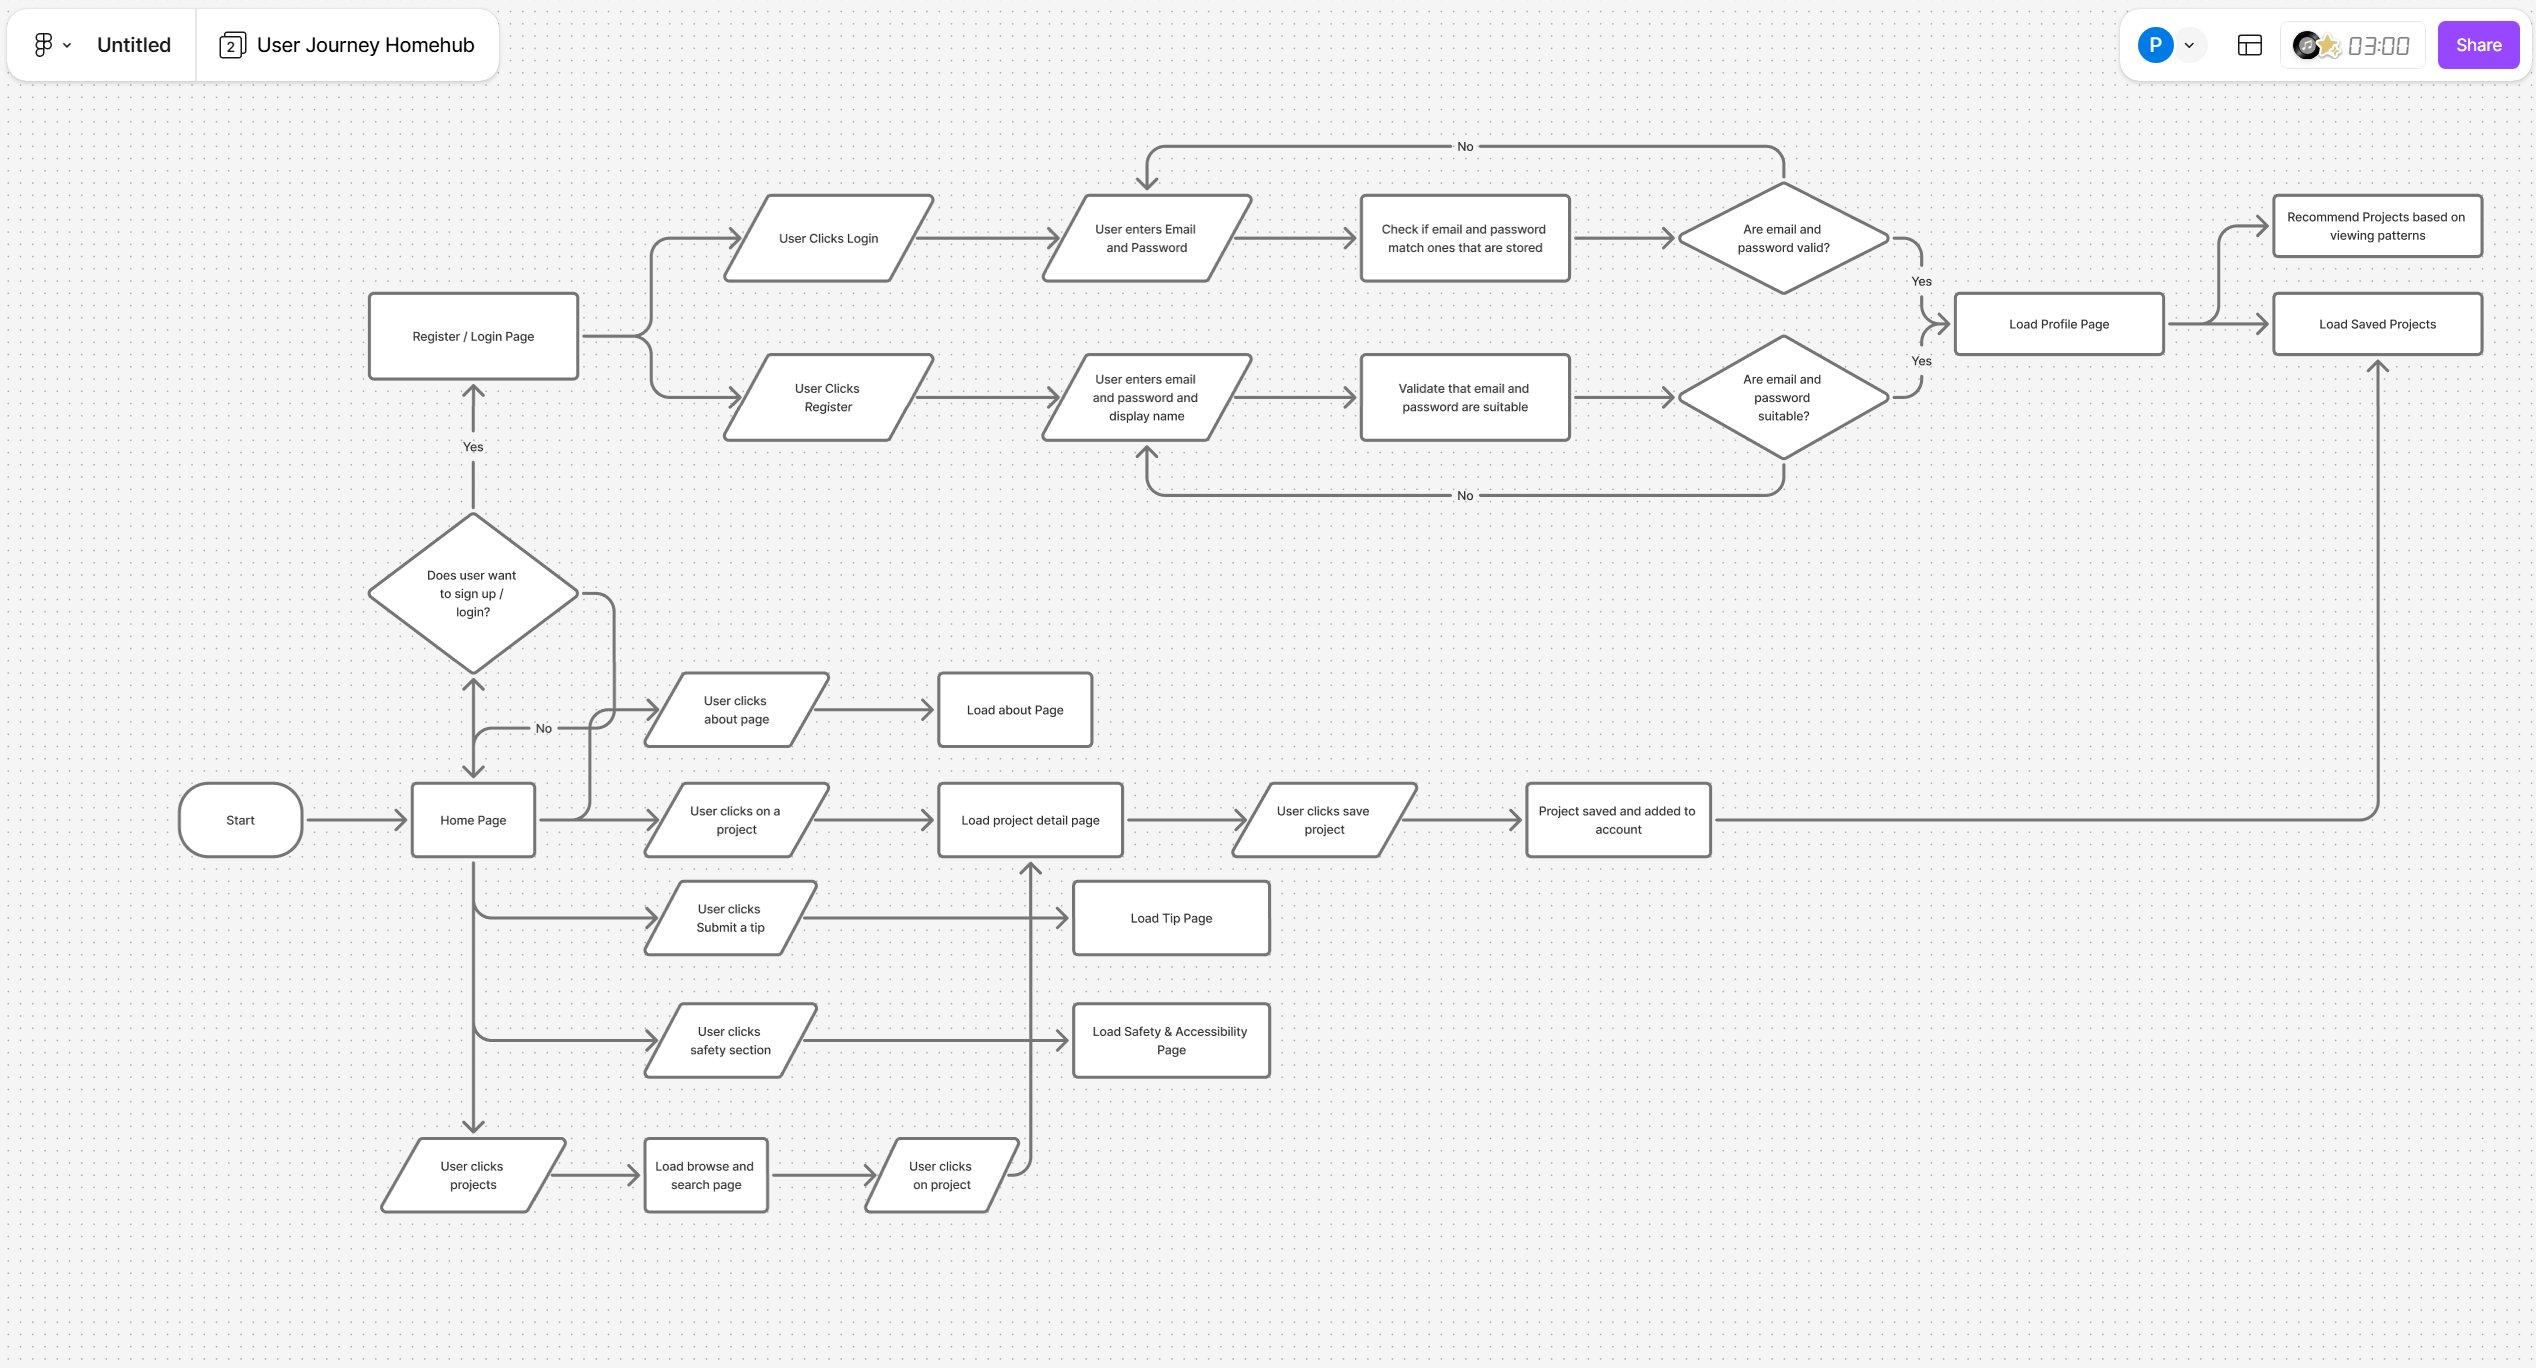 Untitled
2
User Journey Homehub
P
03:00
Share
No
User Clicks Login
User enters Email
and Password
Check if email and password
match ones that are stored
Are email and
password valid?
Yes
Recommend Projects based on
viewing patterns
Register / Login Page
Load Profile Page
Load Saved Projects
User Clicks
Register
User enters email
and password and
display name
Validate that email and
password are suitable
Are email and
password
suitable?
Yes
No
Yes
Does user want
to sign up /
login?
No
User clicks
about page
Load about Page
Start
Home Page
User clicks on a
project
Load project detail page
User clicks save
project
Project saved and added to
account
User clicks
Submit a tip
Load Tip Page
User clicks
safety section
Load Safety & Accessibility
Page
User clicks
projects
Load browse and
search page
User clicks
on project